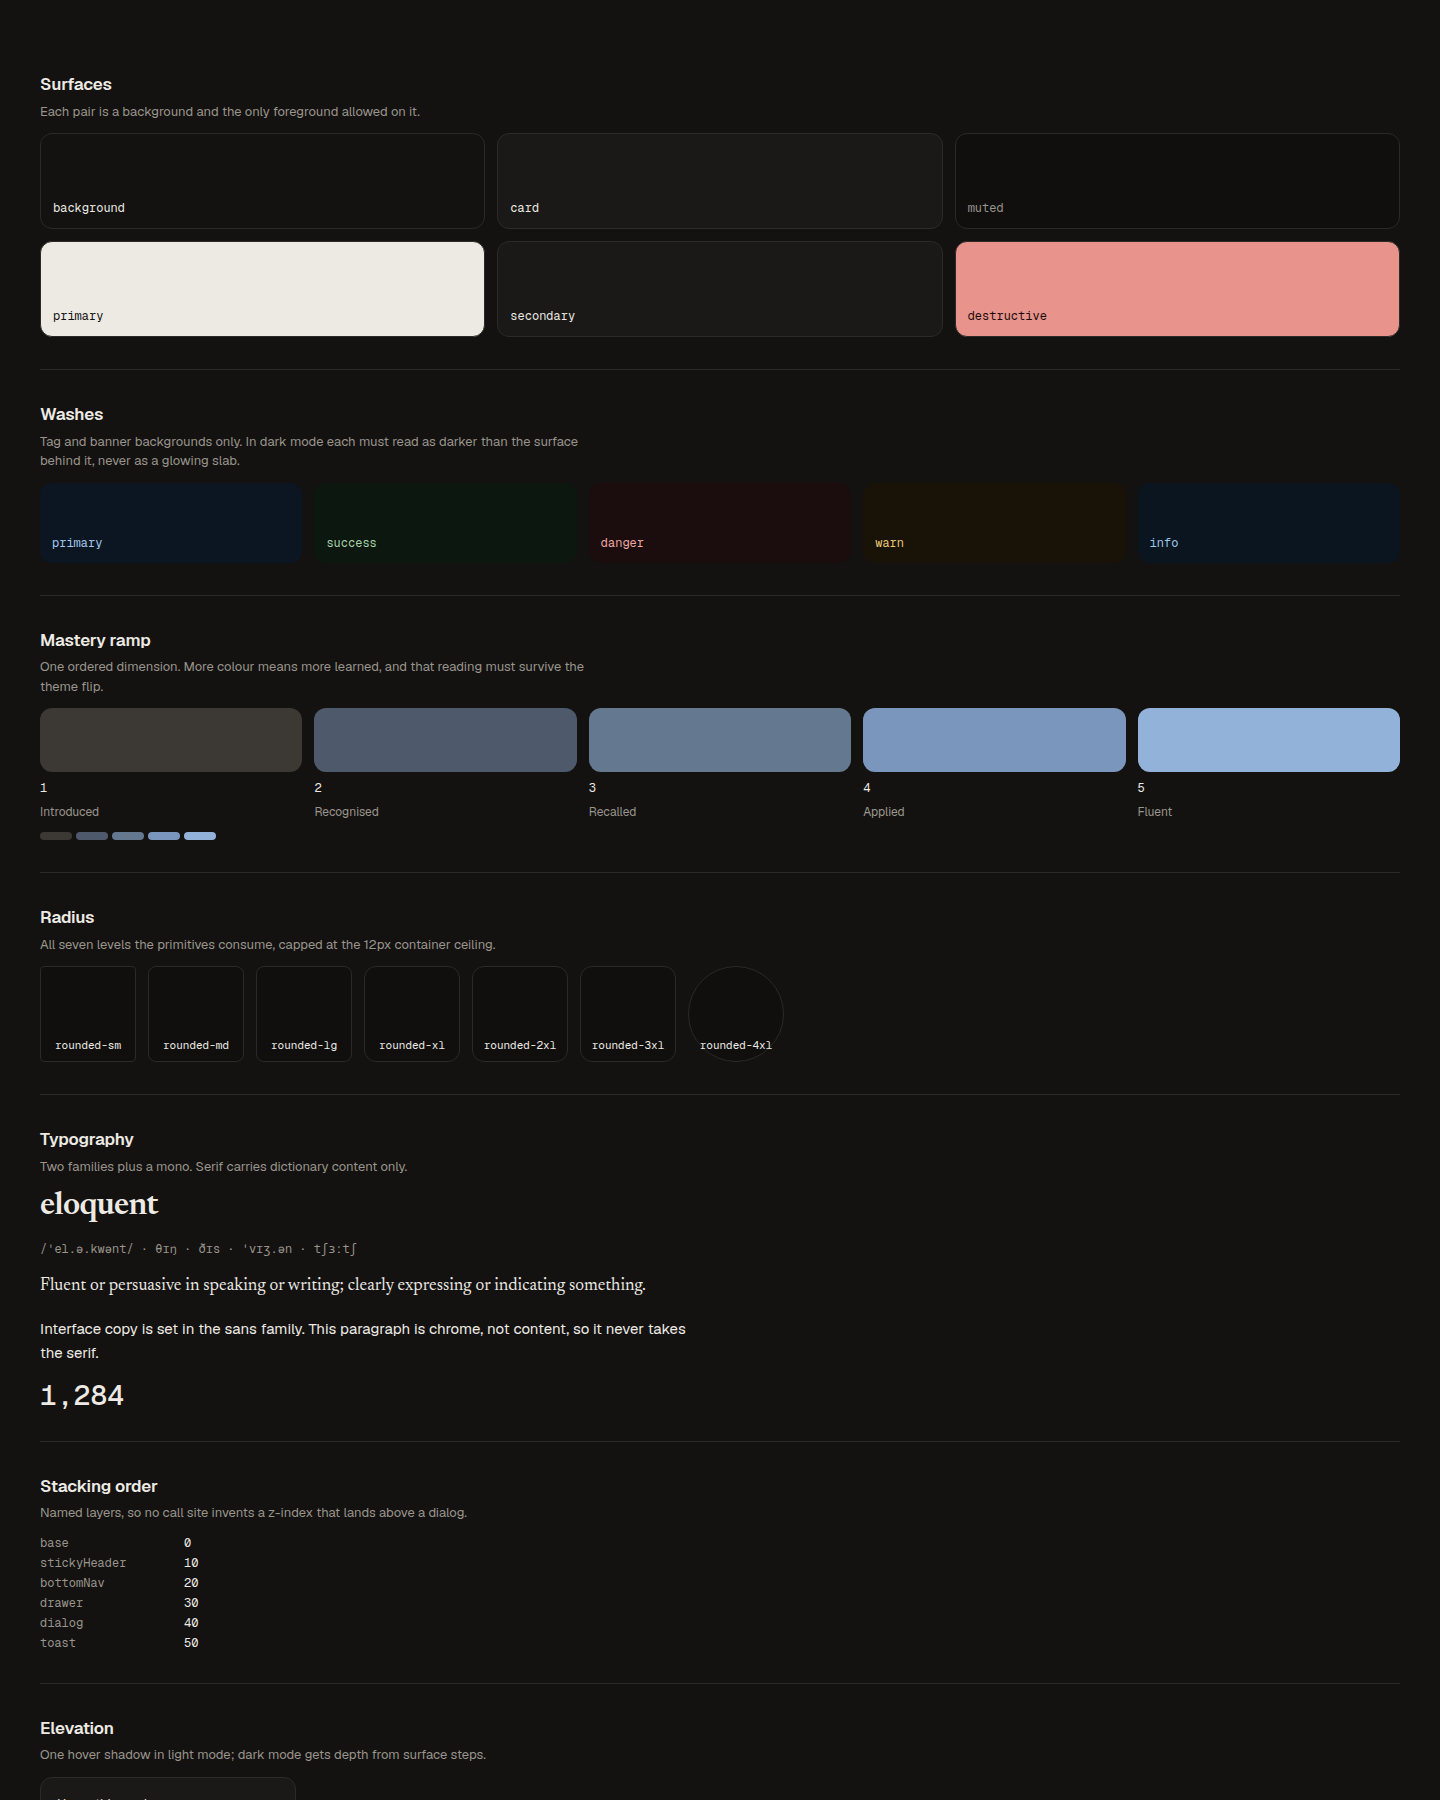 Surfaces
Each pair is a background and the only foreground allowed on it.
background
card
muted
primary
secondary
destructive
Washes
Tag and banner backgrounds only. In dark mode each must read as darker than the surface
behind it, never as a glowing slab.
primary
success
danger
warn
info
Mastery ramp
One ordered dimension. More colour means more learned, and that reading must survive the
theme flip.
1
2
3
4
5
Introduced
Recognised
Recalled
Applied
Fluent
Radius
All seven levels the primitives consume, capped at the 12px container ceiling.
rounded-sm
rounded-md
rounded-lg
rounded-xl
rounded-2xl
rounded-3xl
rounded-4xl
Typography
Two families plus a mono. Serif carries dictionary content only.
eloquent
/ˈel.ə.kwənt/ · θɪŋ · ðɪs · ˈvɪʒ.ən · tʃɜːtʃ
Fluent or persuasive in speaking or writing; clearly expressing or indicating something.
Interface copy is set in the sans family. This paragraph is chrome, not content, so it never takes
the serif.
1,284
Stacking order
Named layers, so no call site invents a z-index that lands above a dialog.
base 0
stickyHeader 10
bottomNav 20
drawer 30
dialog 40
toast 50
Elevation
One hover shadow in light mode; dark mode gets depth from surface steps.